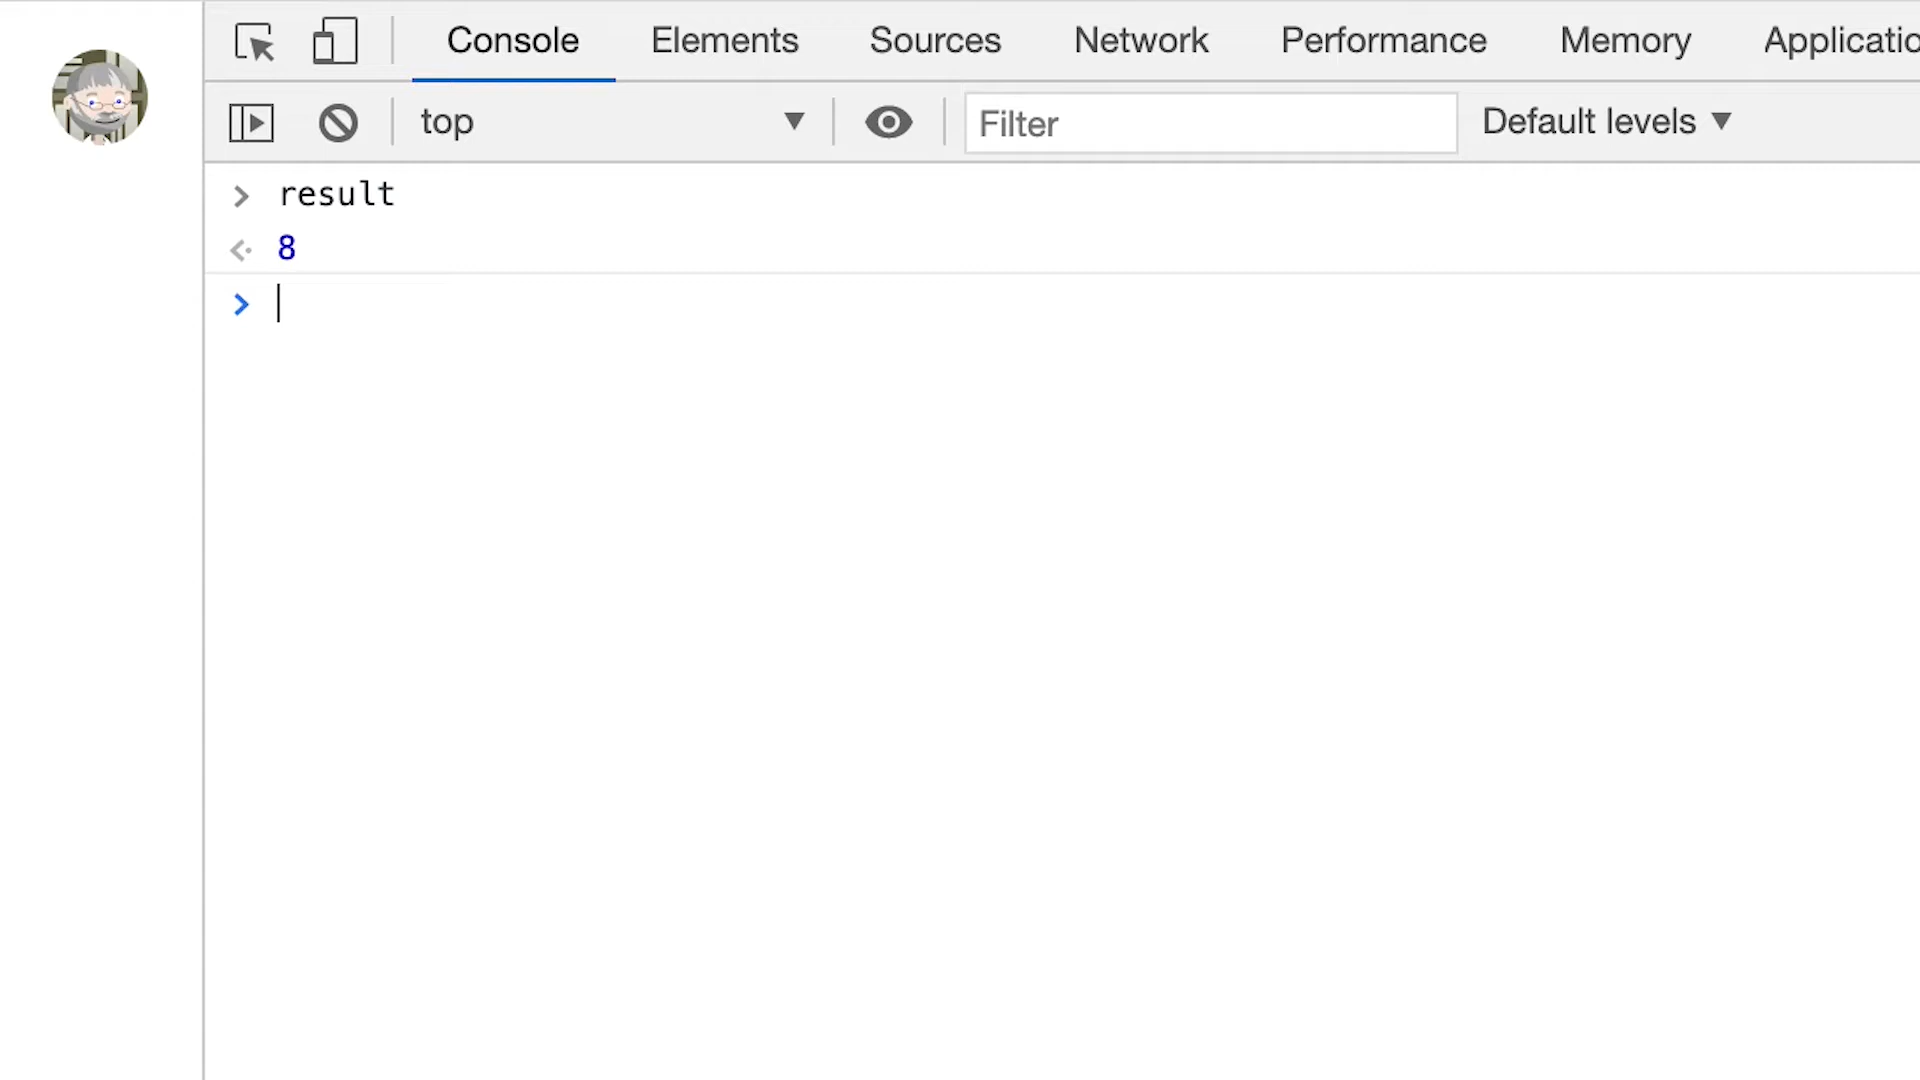 Console Elements Sources Network Performance Memory Applicatio
top Filter Default levels
result
8